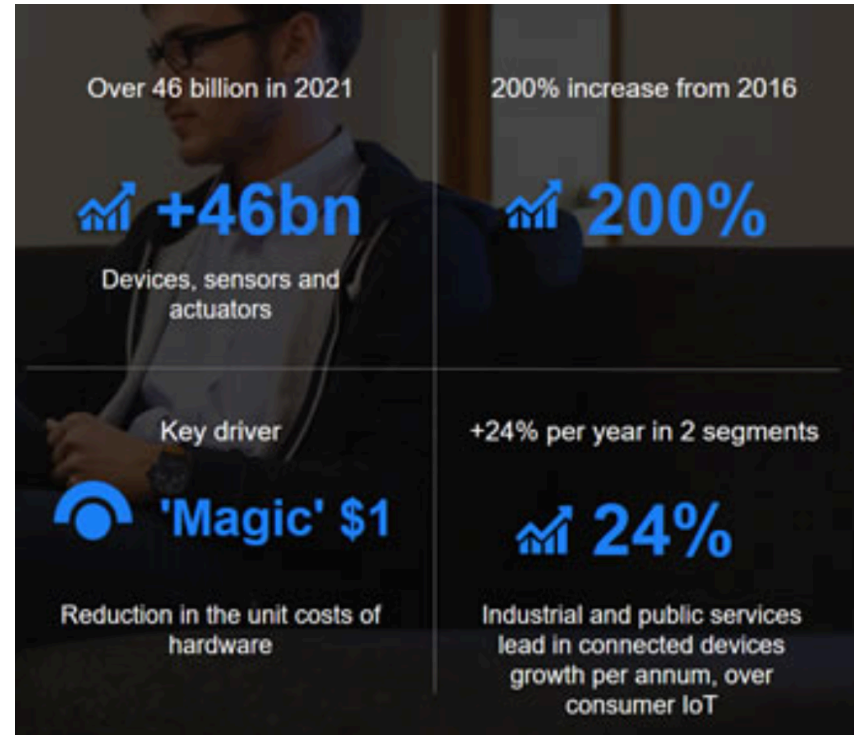 Over 46 billion in 2021
+46bn
Devices, sensors and
actuators
200% increase from 2016
200%
Key driver
'Magic' $1
Reduction in the unit costs of
hardware
+24% per year in 2 segments
24%
Industrial and public services
lead in connected devices
growth per annum, over
consumer IoT